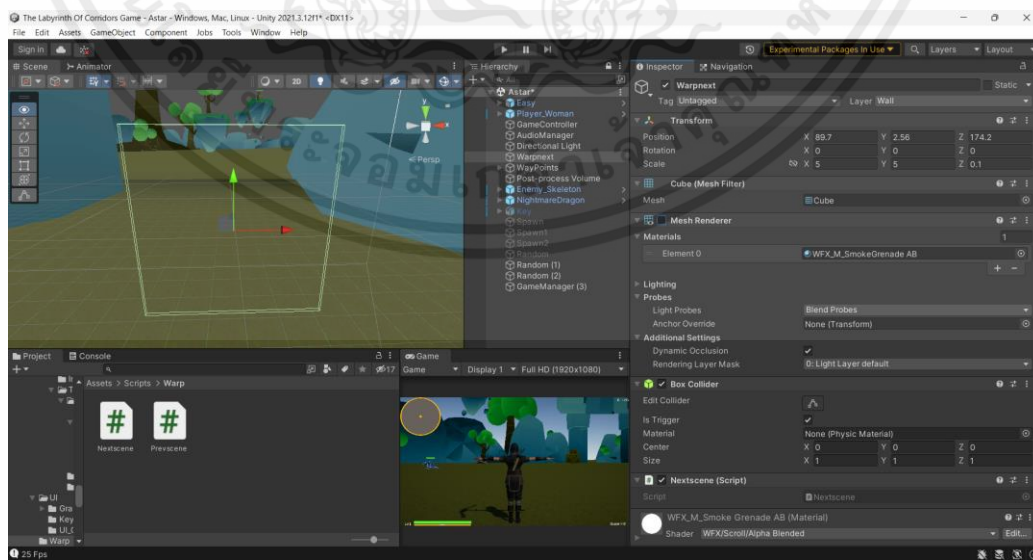 The Labyrinth Of Corridors Game - Astar - Windows, Mac, Linux - Unity 2021.3.12f1* <DX11>
File Edit Assets GameObject Component Jobs Tools Window Help
Sign in
Experimental Packages In Use
Layers
Layout
Scene
Animator
2D
y
Persp
Hierarchy
All
Astar*
Easy
Player_Woman
GameController
AudioManager
Directional Light
Warpnext
WayPoints
Post-process Volume
Enemy_Skeleton
NightmareDragon
Key
Spawn
Spawn1
Spawn2
Random
Random (1)
Random (2)
GameManager (3)
Inspector
Navigation
Warpnext
Static
Tag Untagged
Layer Wall
Transform
Position X 89.7 Y 2.56 Z 174.2
Rotation X 0 Y 0 Z 0
Scale X 5 Y 5 Z 0.1
Cube (Mesh Filter)
Mesh Cube
Mesh Renderer
Materials 1
Element 0 WFX_M_SmokeGrenade AB
Lighting
Probes
Light Probes Blend Probes
Anchor Override None (Transform)
Additional Settings
Dynamic Occlusion
Rendering Layer Mask 0: Light Layer default
Box Collider
Edit Collider
Is Trigger
Material None (Physic Material)
Center X 0 Y 0 Z 0
Size X 1 Y 1 Z 1
Nextscene (Script)
Script Nextscene
WFX_M_Smoke Grenade AB (Material)
Shader WFX/Scroll/Alpha Blended Edit...
Project
Console
17
Assets > Scripts > Warp
Nextscene
Prevscene
UI
Gra
Key
UI_(
Warp
Game
Game Display 1 Full HD (1920x1080)
25 Fps